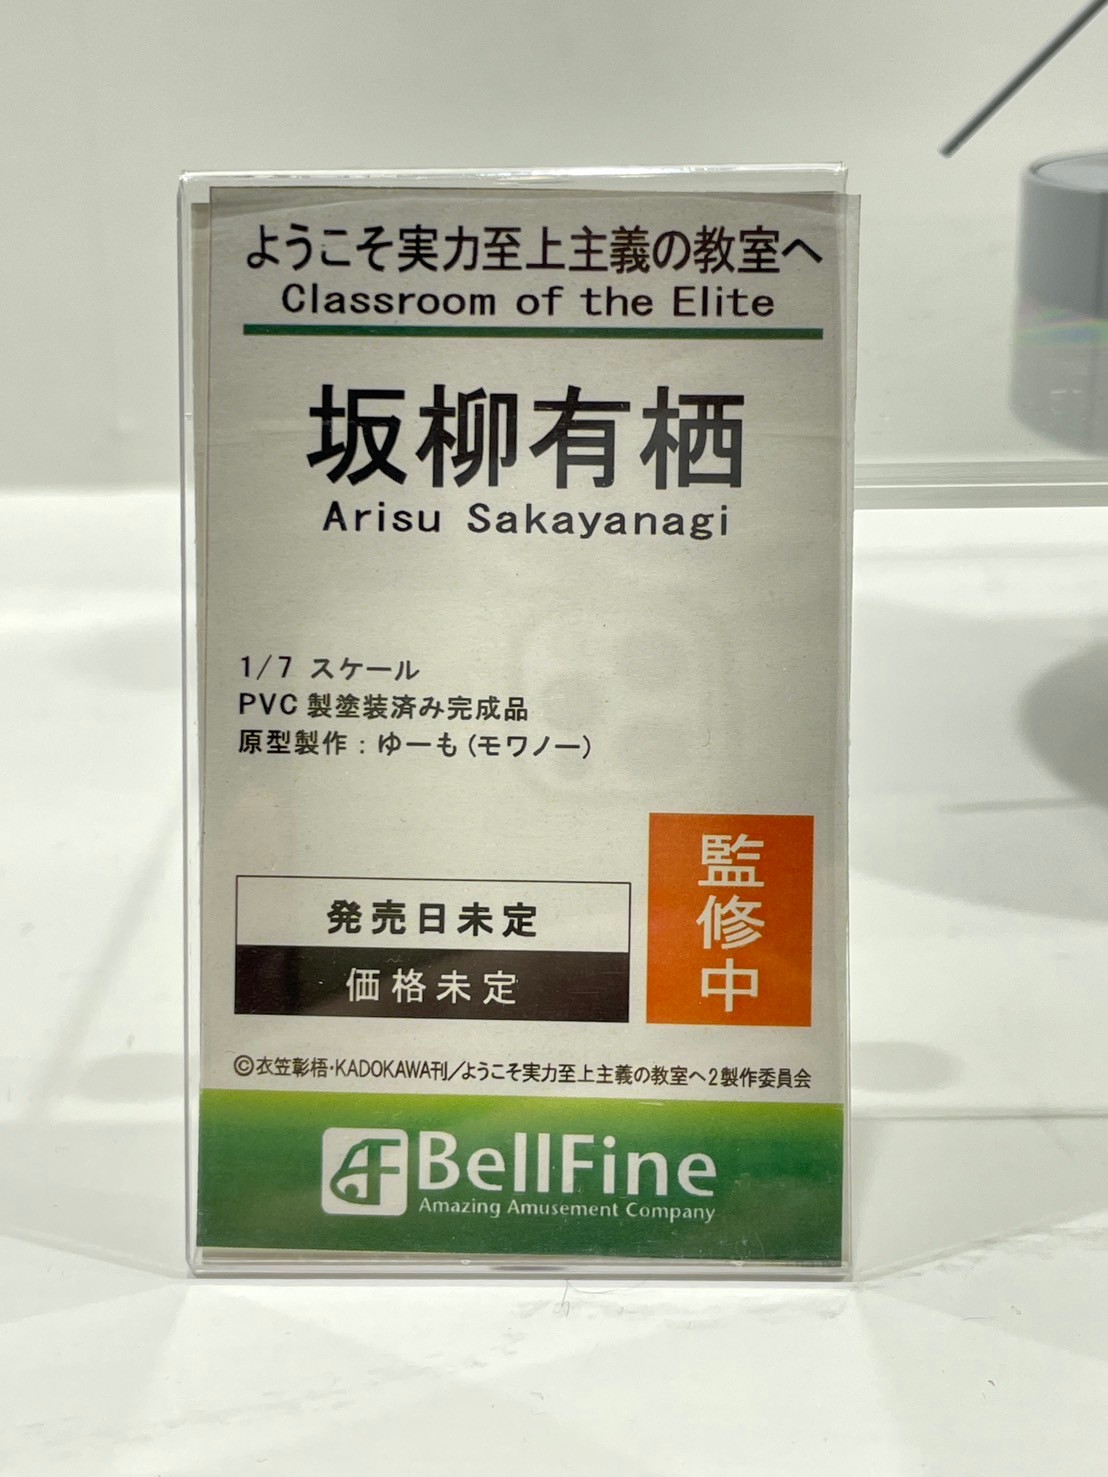 ようこそ実力至上主義の教室へ
Classroom of the Elite
坂柳有栖
Arisu Sakayanagi
1/7 スケール
PVC 製塗装済み完成品
原型製作：ゆーも(モワノー)
監修中
発売日未定
価格未定
©衣笠彰梧・KADOKAWA刊／ようこそ実力至上主義の教室へ2製作委員会
BellFine
Amazing Amusement Company